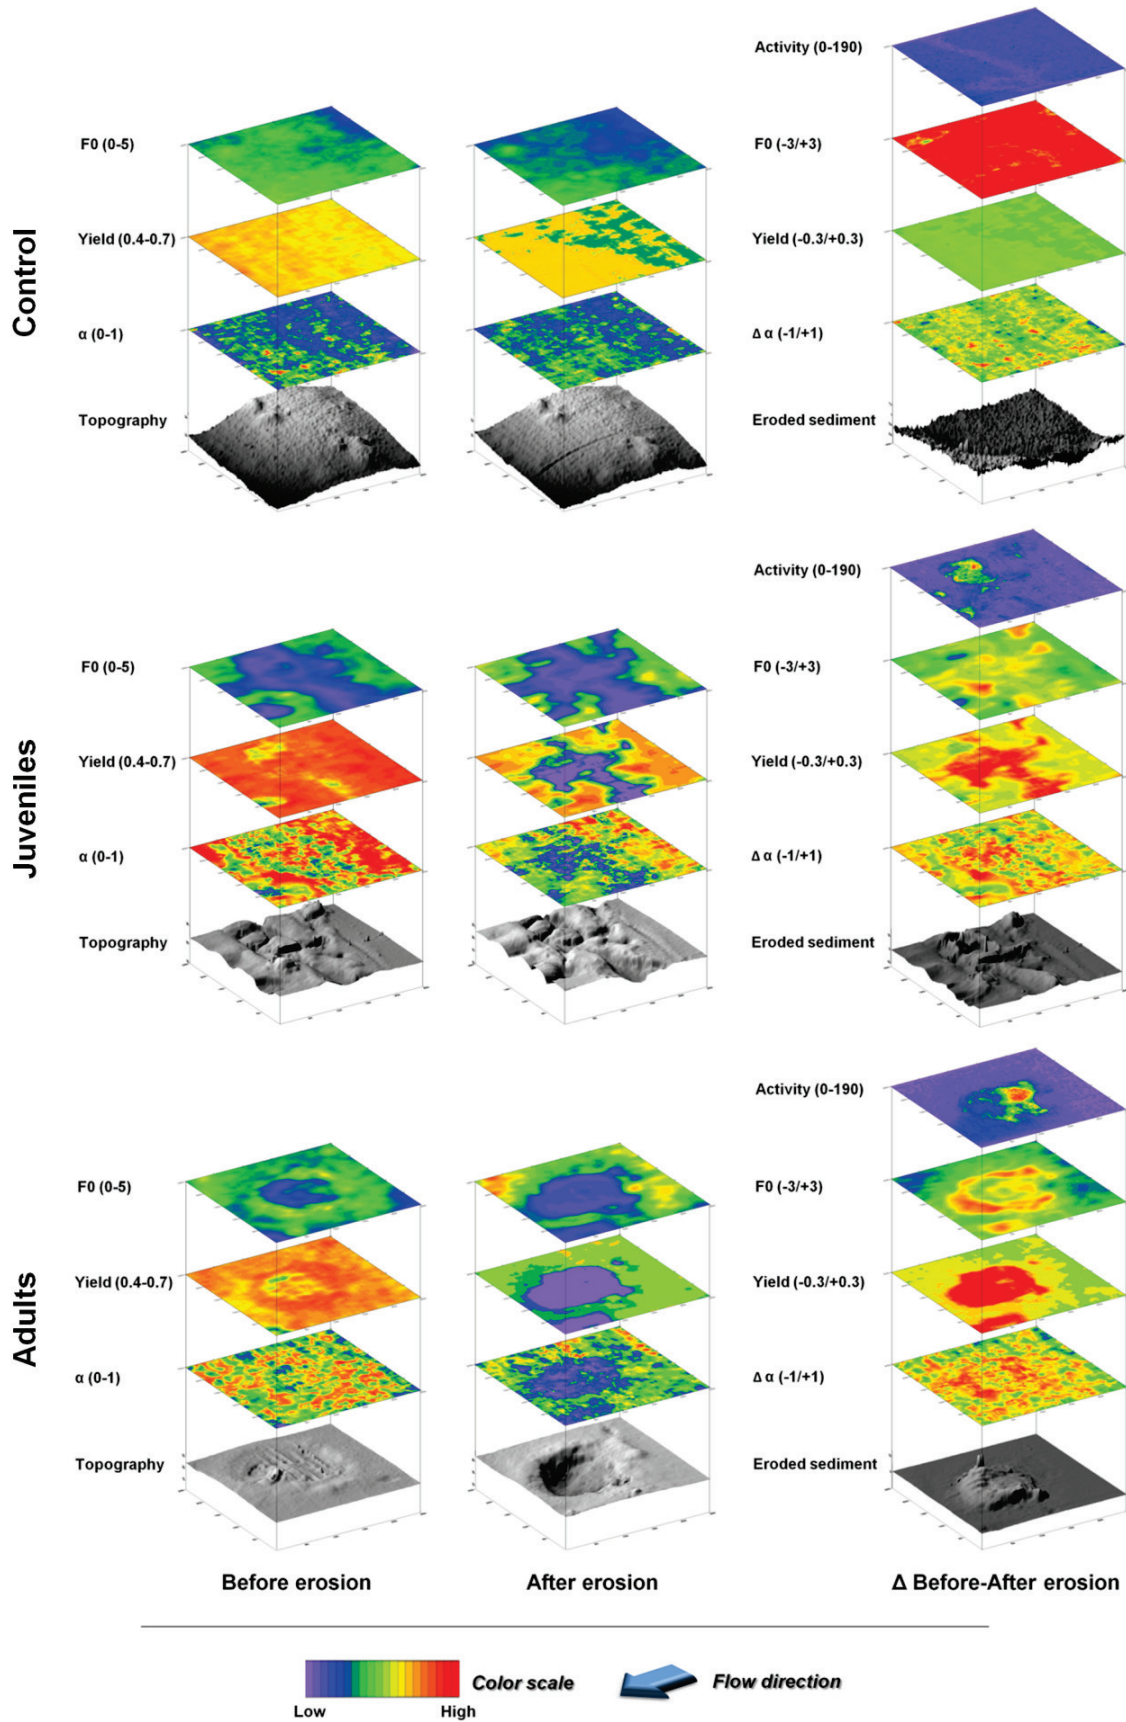 Control
Activity (0-190)
F0 (0-5)
F0 (-3/+3)
Yield (0.4-0.7)
Yield (-0.3/+0.3)
α (0-1)
Δ α (-1/+1)
Topography
Eroded sediment
Juveniles
Activity (0-190)
F0 (0-5)
F0 (-3/+3)
Yield (0.4-0.7)
Yield (-0.3/+0.3)
α (0-1)
Δ α (-1/+1)
Topography
Eroded sediment
Adults
Activity (0-190)
F0 (0-5)
F0 (-3/+3)
Yield (0.4-0.7)
Yield (-0.3/+0.3)
α (0-1)
Δ α (-1/+1)
Topography
Eroded sediment
Before erosion
After erosion
Δ Before-After erosion
Color scale
Flow direction
Low
High